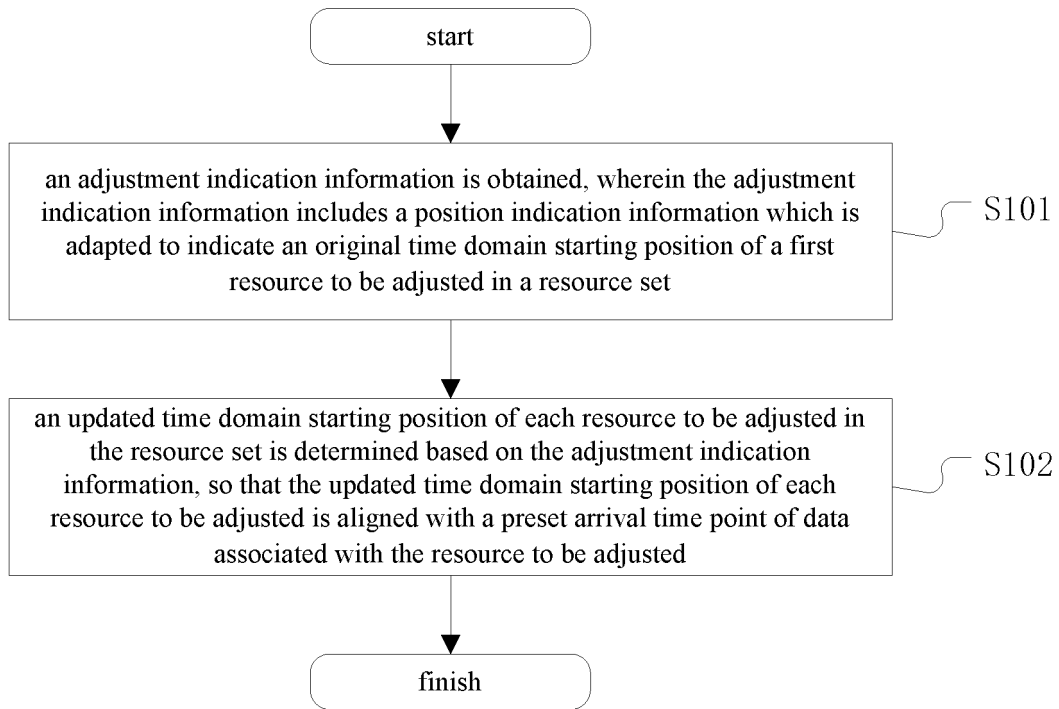 start
an adjustment indication information is obtained, wherein the adjustment
indication information includes a position indication information which is
adapted to indicate an original time domain starting position of a first
resource to be adjusted in a resource set
S101
an updated time domain starting position of each resource to be adjusted in
the resource set is determined based on the adjustment indication
information, so that the updated time domain starting position of each
resource to be adjusted is aligned with a preset arrival time point of data
associated with the resource to be adjusted
S102
finish